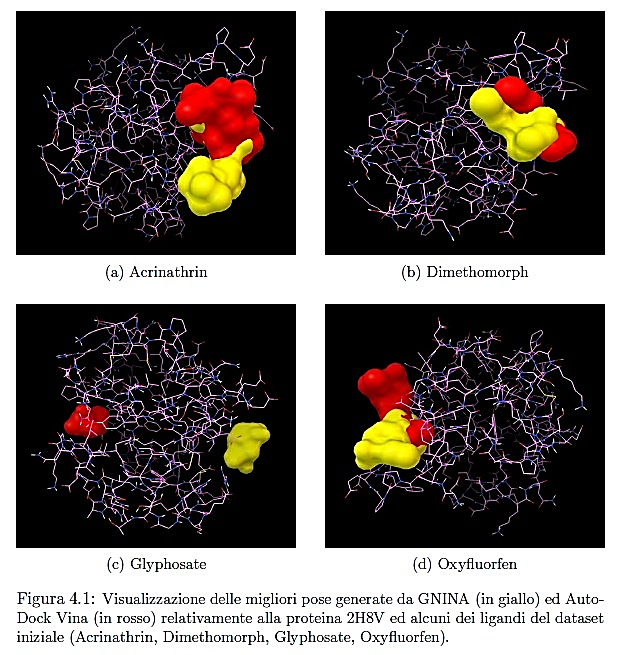 (a) Acrinathrin
(b) Dimethomorph
(c) Glyphosate
(d) Oxyfluorfen
Figura 4.1: Visualizzazione delle migliori pose generate da GNINA (in giallo) ed Auto-
Dock Vina (in rosso) relativamente alla proteina 2H8V ed alcuni dei ligandi del dataset
iniziale (Acrinathrin, Dimethomorph, Glyphosate, Oxyfluorfen).